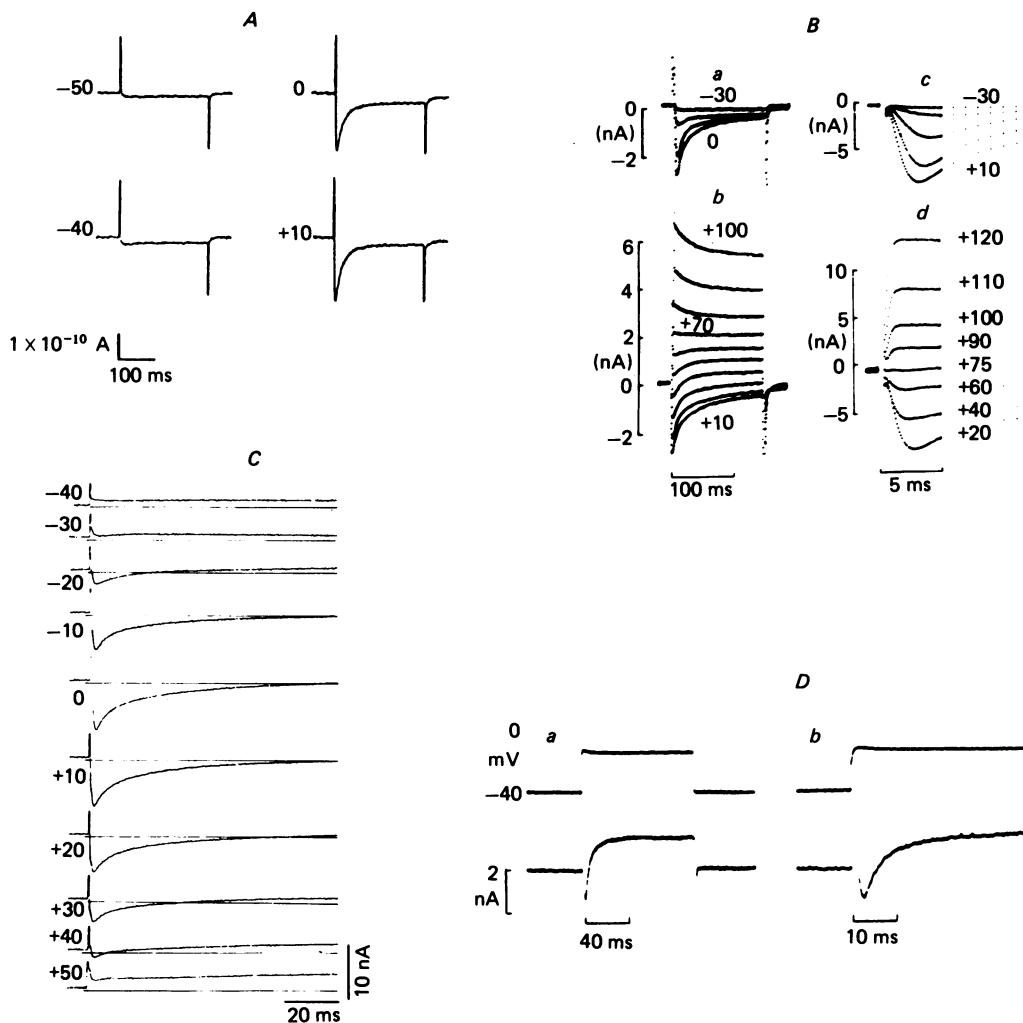 A
−50
0
−40
+10
1 × 10⁻¹⁰ A
100 ms
B
a
−30
0
(nA)
−2
0
c
−30
0
(nA)
−5
+10
b
+100
6
4
+70
2
(nA)
0
+10
−2
100 ms
d
+120
10
+110
5
+100
(nA)
+90
0
+75
+60
−5
+40
+20
5 ms
C
−40
−30
−20
−10
0
+10
+20
+30
+40
+50
10 nA
20 ms
D
0
mV
a
b
−40
2
nA
40 ms
10 ms